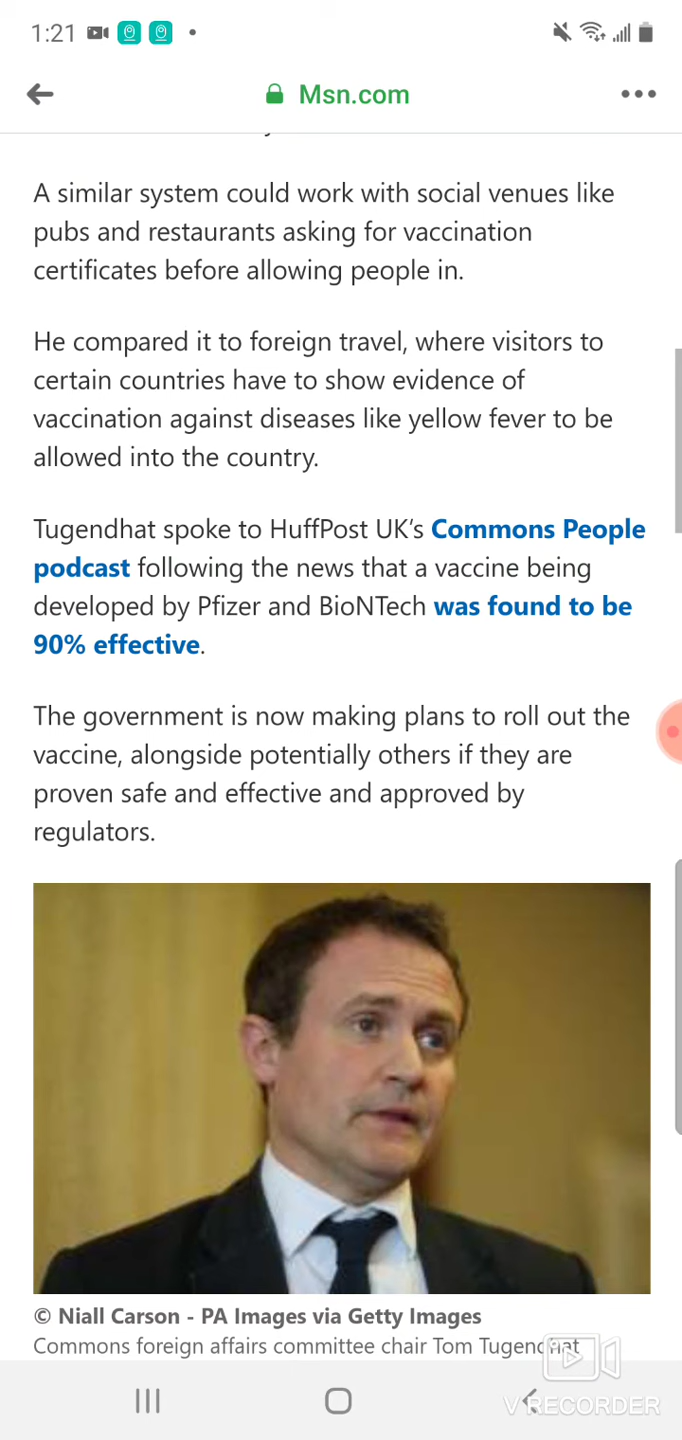 1:21
Msn.com
A similar system could work with social venues like
pubs and restaurants asking for vaccination
certificates before allowing people in.
He compared it to foreign travel, where visitors to
certain countries have to show evidence of
vaccination against diseases like yellow fever to be
allowed into the country.
Tugendhat spoke to HuffPost UK’s Commons People
podcast following the news that a vaccine being
developed by Pfizer and BioNTech was found to be
90% effective.
The government is now making plans to roll out the
vaccine, alongside potentially others if they are
proven safe and effective and approved by
regulators.
© Niall Carson - PA Images via Getty Images
Commons foreign affairs committee chair Tom Tugendhat
V RECORDER